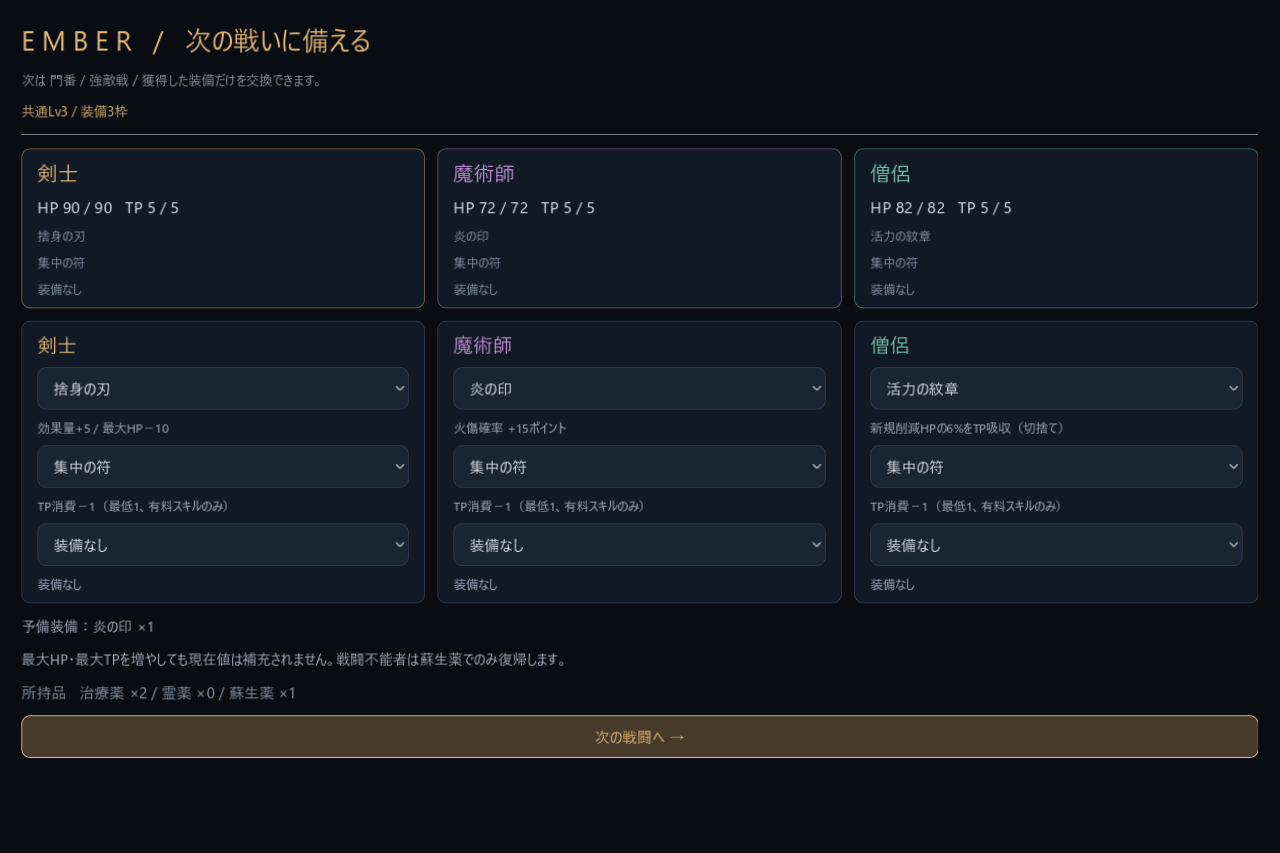 EMBER / 次の戦いに備える
次は 門番 / 強敵戦 / 獲得した装備だけを交換できます。
共通Lv3 / 装備3枠
剣士
HP 90 / 90 TP 5 / 5
捨身の刃
集中の符
装備なし
魔術師
HP 72 / 72 TP 5 / 5
炎の印
集中の符
装備なし
僧侶
HP 82 / 82 TP 5 / 5
活力の紋章
集中の符
装備なし
剣士
捨身の刃
効果量+5 / 最大HP−10
集中の符
TP消費−1（最低1、有料スキルのみ）
装備なし
装備なし
魔術師
炎の印
火傷確率 +15ポイント
集中の符
TP消費−1（最低1、有料スキルのみ）
装備なし
装備なし
僧侶
活力の紋章
新規削減HPの6%をTP吸収（切捨て）
集中の符
TP消費−1（最低1、有料スキルのみ）
装備なし
装備なし
予備装備：炎の印 ×1
最大HP・最大TPを増やしても現在値は補充されません。戦闘不能者は蘇生薬でのみ復帰します。
所持品 治療薬 ×2 / 霊薬 ×0 / 蘇生薬 ×1
次の戦闘へ →